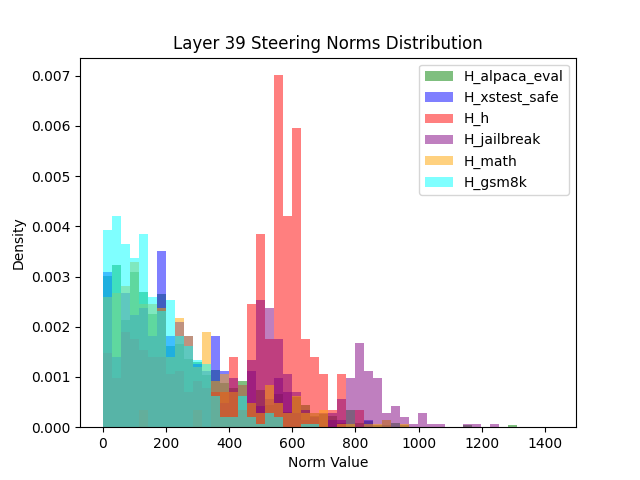 Layer 39 Steering Norms Distribution
H_alpaca_eval
H_xstest_safe
H_h
H_jailbreak
H_math
H_gsm8k
Density
0.007
0.006
0.005
0.004
0.003
0.002
0.001
0.000
0 200 400 600 800 1000 1200 1400
Norm Value